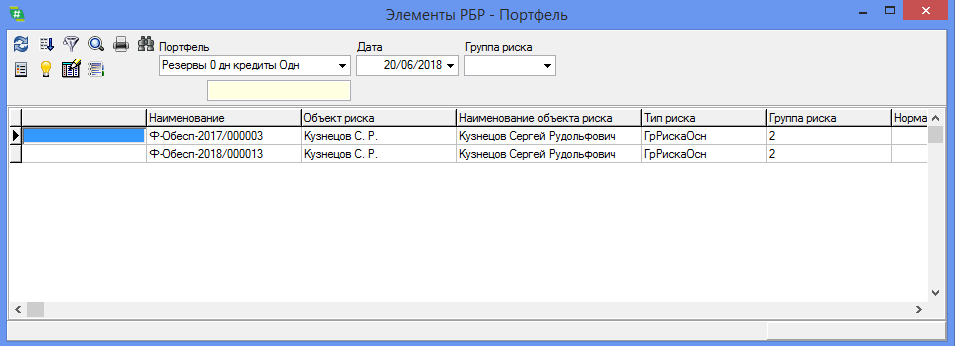 Элементы РБР - Портфель
Портфель Дата Группа риска
Резервы 0 дн кредиты Одн 20/06/2018
Наименование Объект риска Наименование объекта риска Тип риска Группа риска Норма
Ф-Обесп-2017/000003 Кузнецов С. Р. Кузнецов Сергей Рудольфович ГрРискаОсн 2
Ф-Обесп-2018/000013 Кузнецов С. Р. Кузнецов Сергей Рудольфович ГрРискаОсн 2